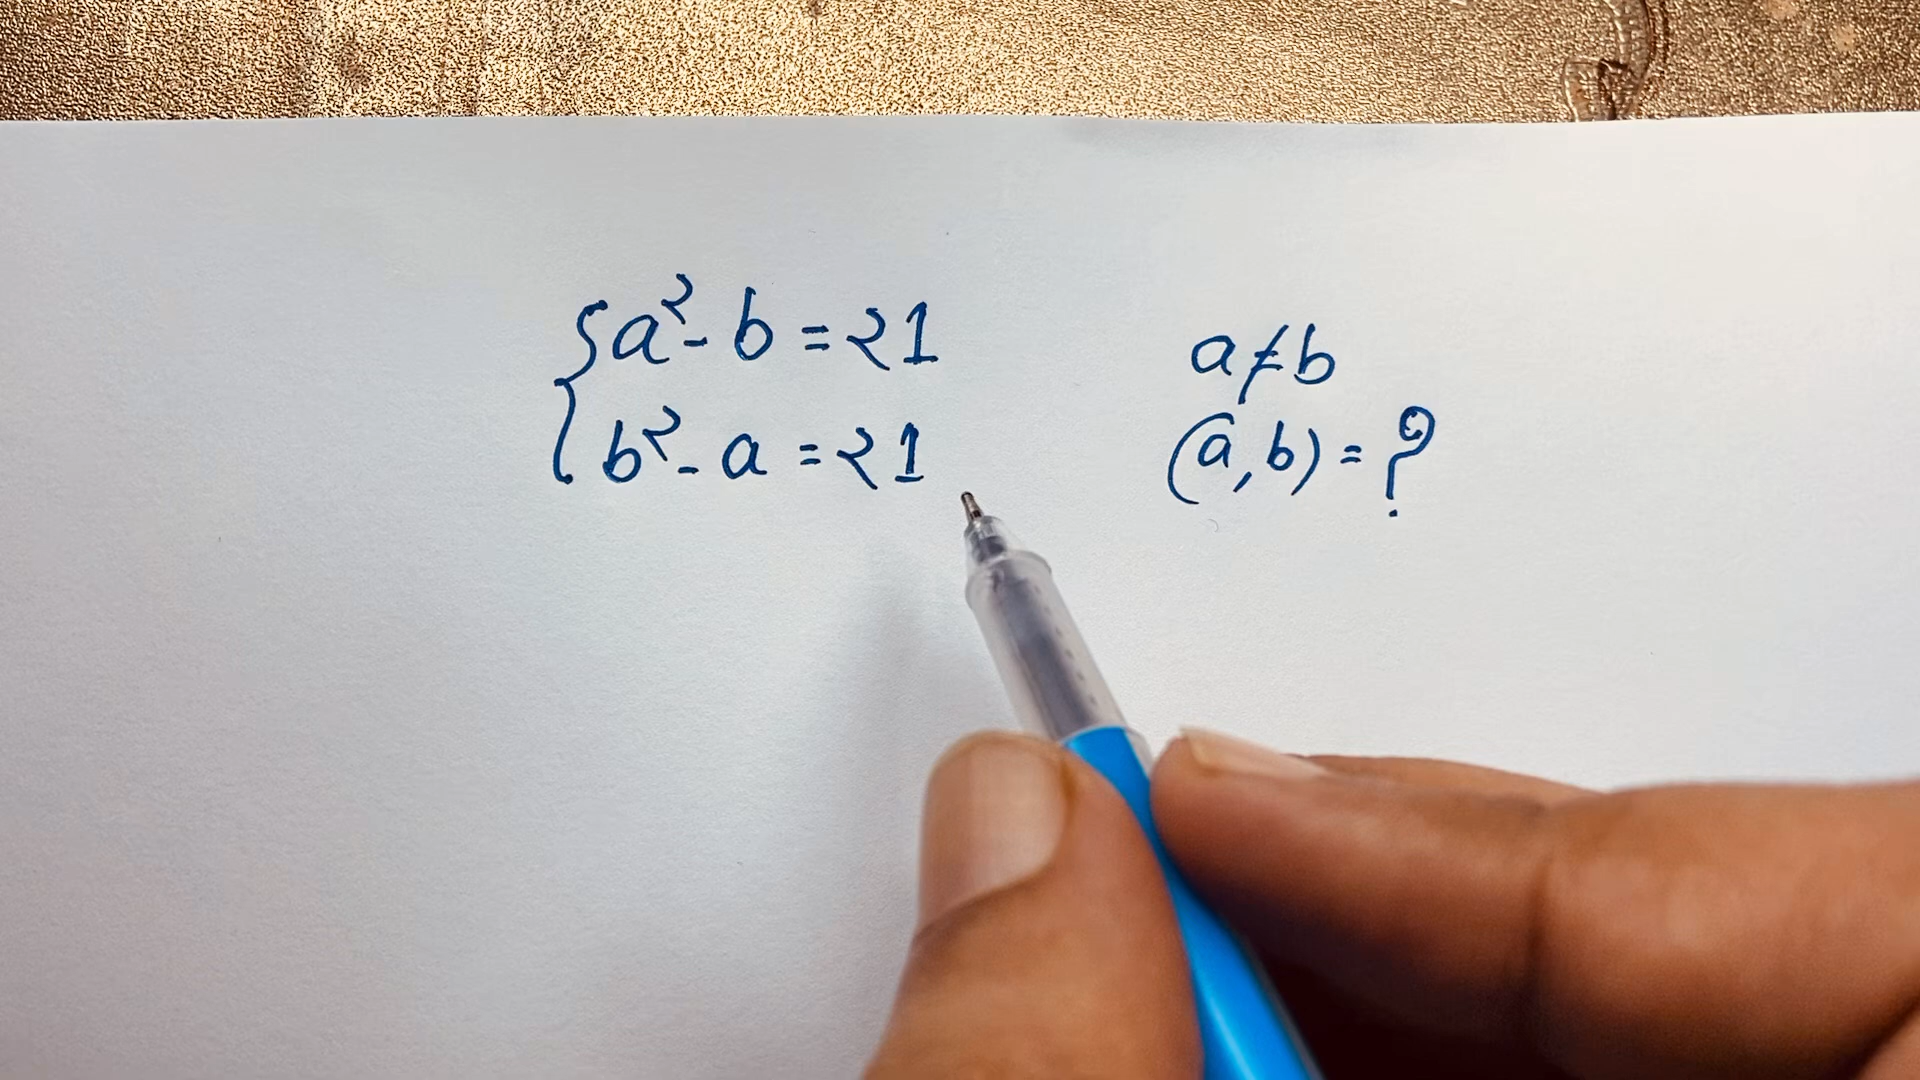 {a² - b = 21
b² - a = 21
a ≠ b
(a, b) = ?